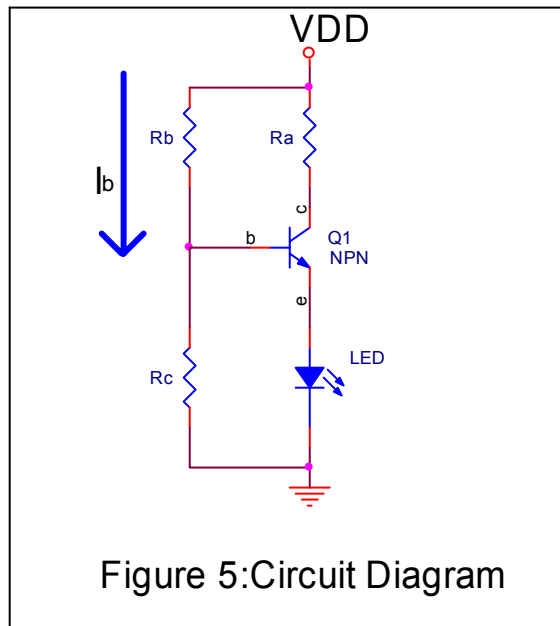 VDD
Rb
Ra
Ib
c
b
Q1
NPN
e
LED
Rc
Figure 5:Circuit Diagram